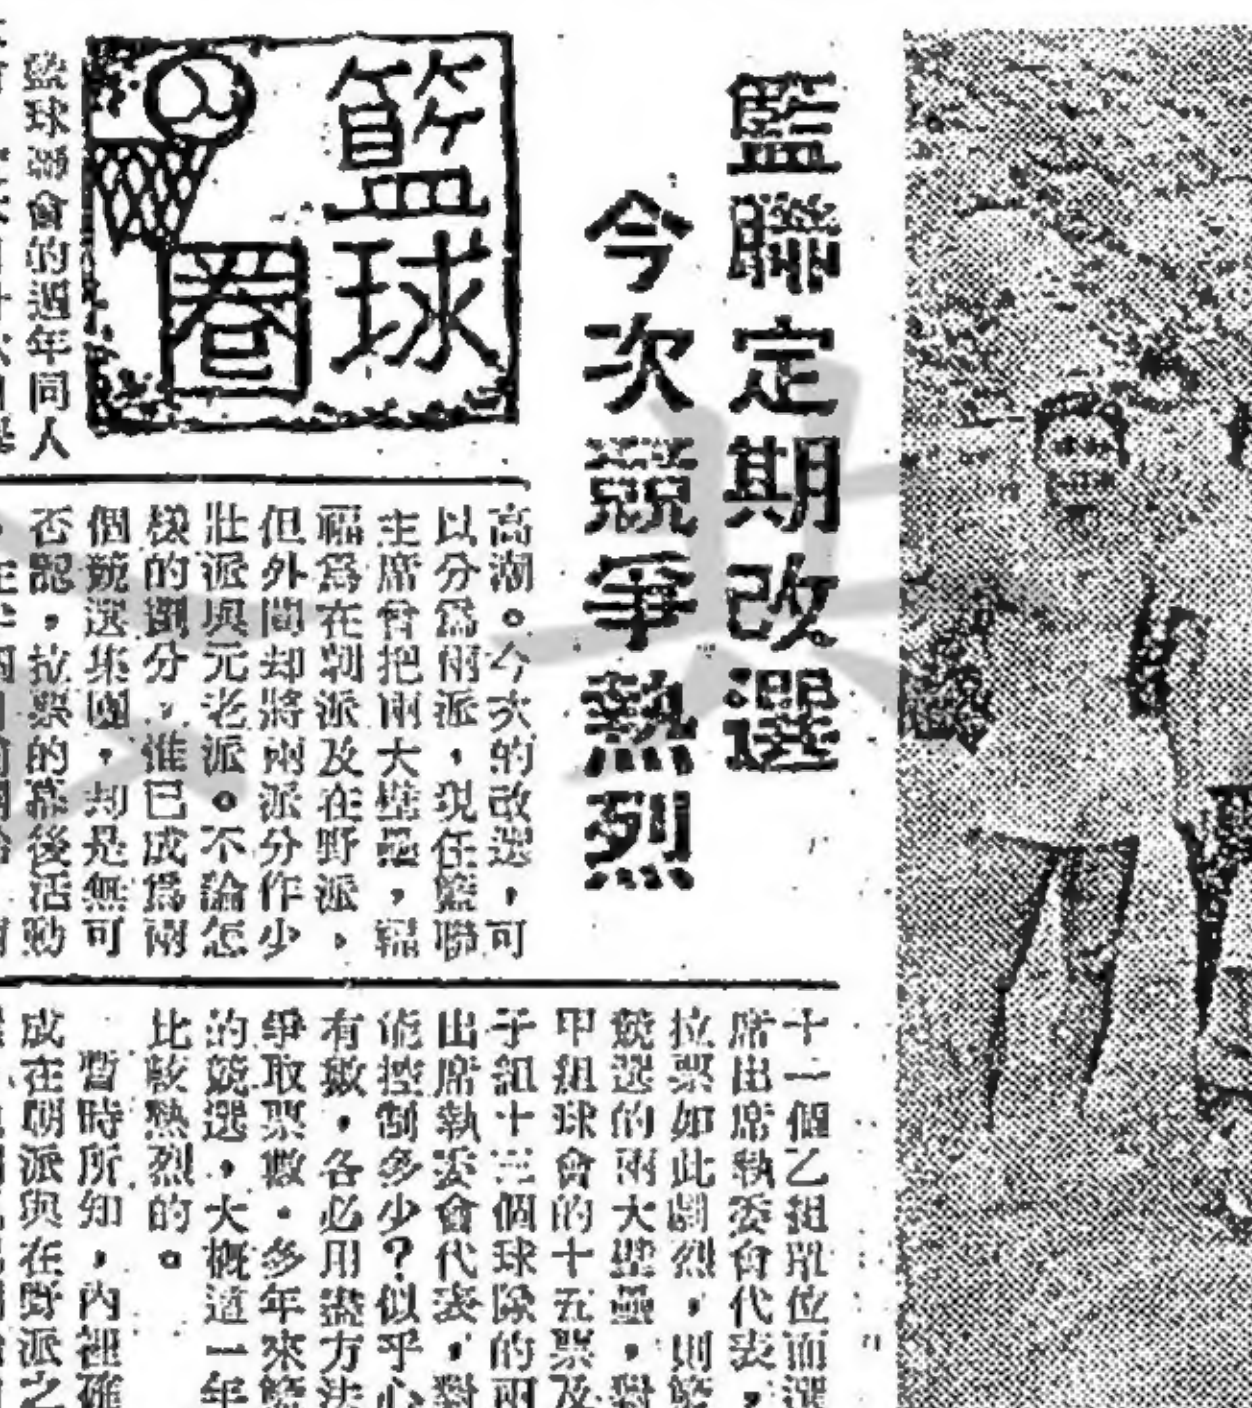 籃聯定期改選
今次競爭熱烈
籃球
圈
籃球聯會的週年同人
高潮。今次的改選，可
以分為兩派，現任籃聯
主席曾把兩大壁壘，
福為在朝派及在野派，
但外間却將兩派分作少
壯派與元老派。不論怎
樣的劃分，惟已成爲兩
個競選集團，却是無可
否認，拉票的幕後活動
十一個乙組單位而選
席出席執委會代表，
拉票如此劇烈，則籃
競選的兩大壁壘，對
甲組球會的十五票及
子組十三個球隊的兩
出席執委會代表，對
能控制多少？似乎心
有數，各必用盡方法
爭取票數。多年來籃
的競選，大概這一年
比較熱烈的。
暫時所知，內裡確
成在朝派與在野派之